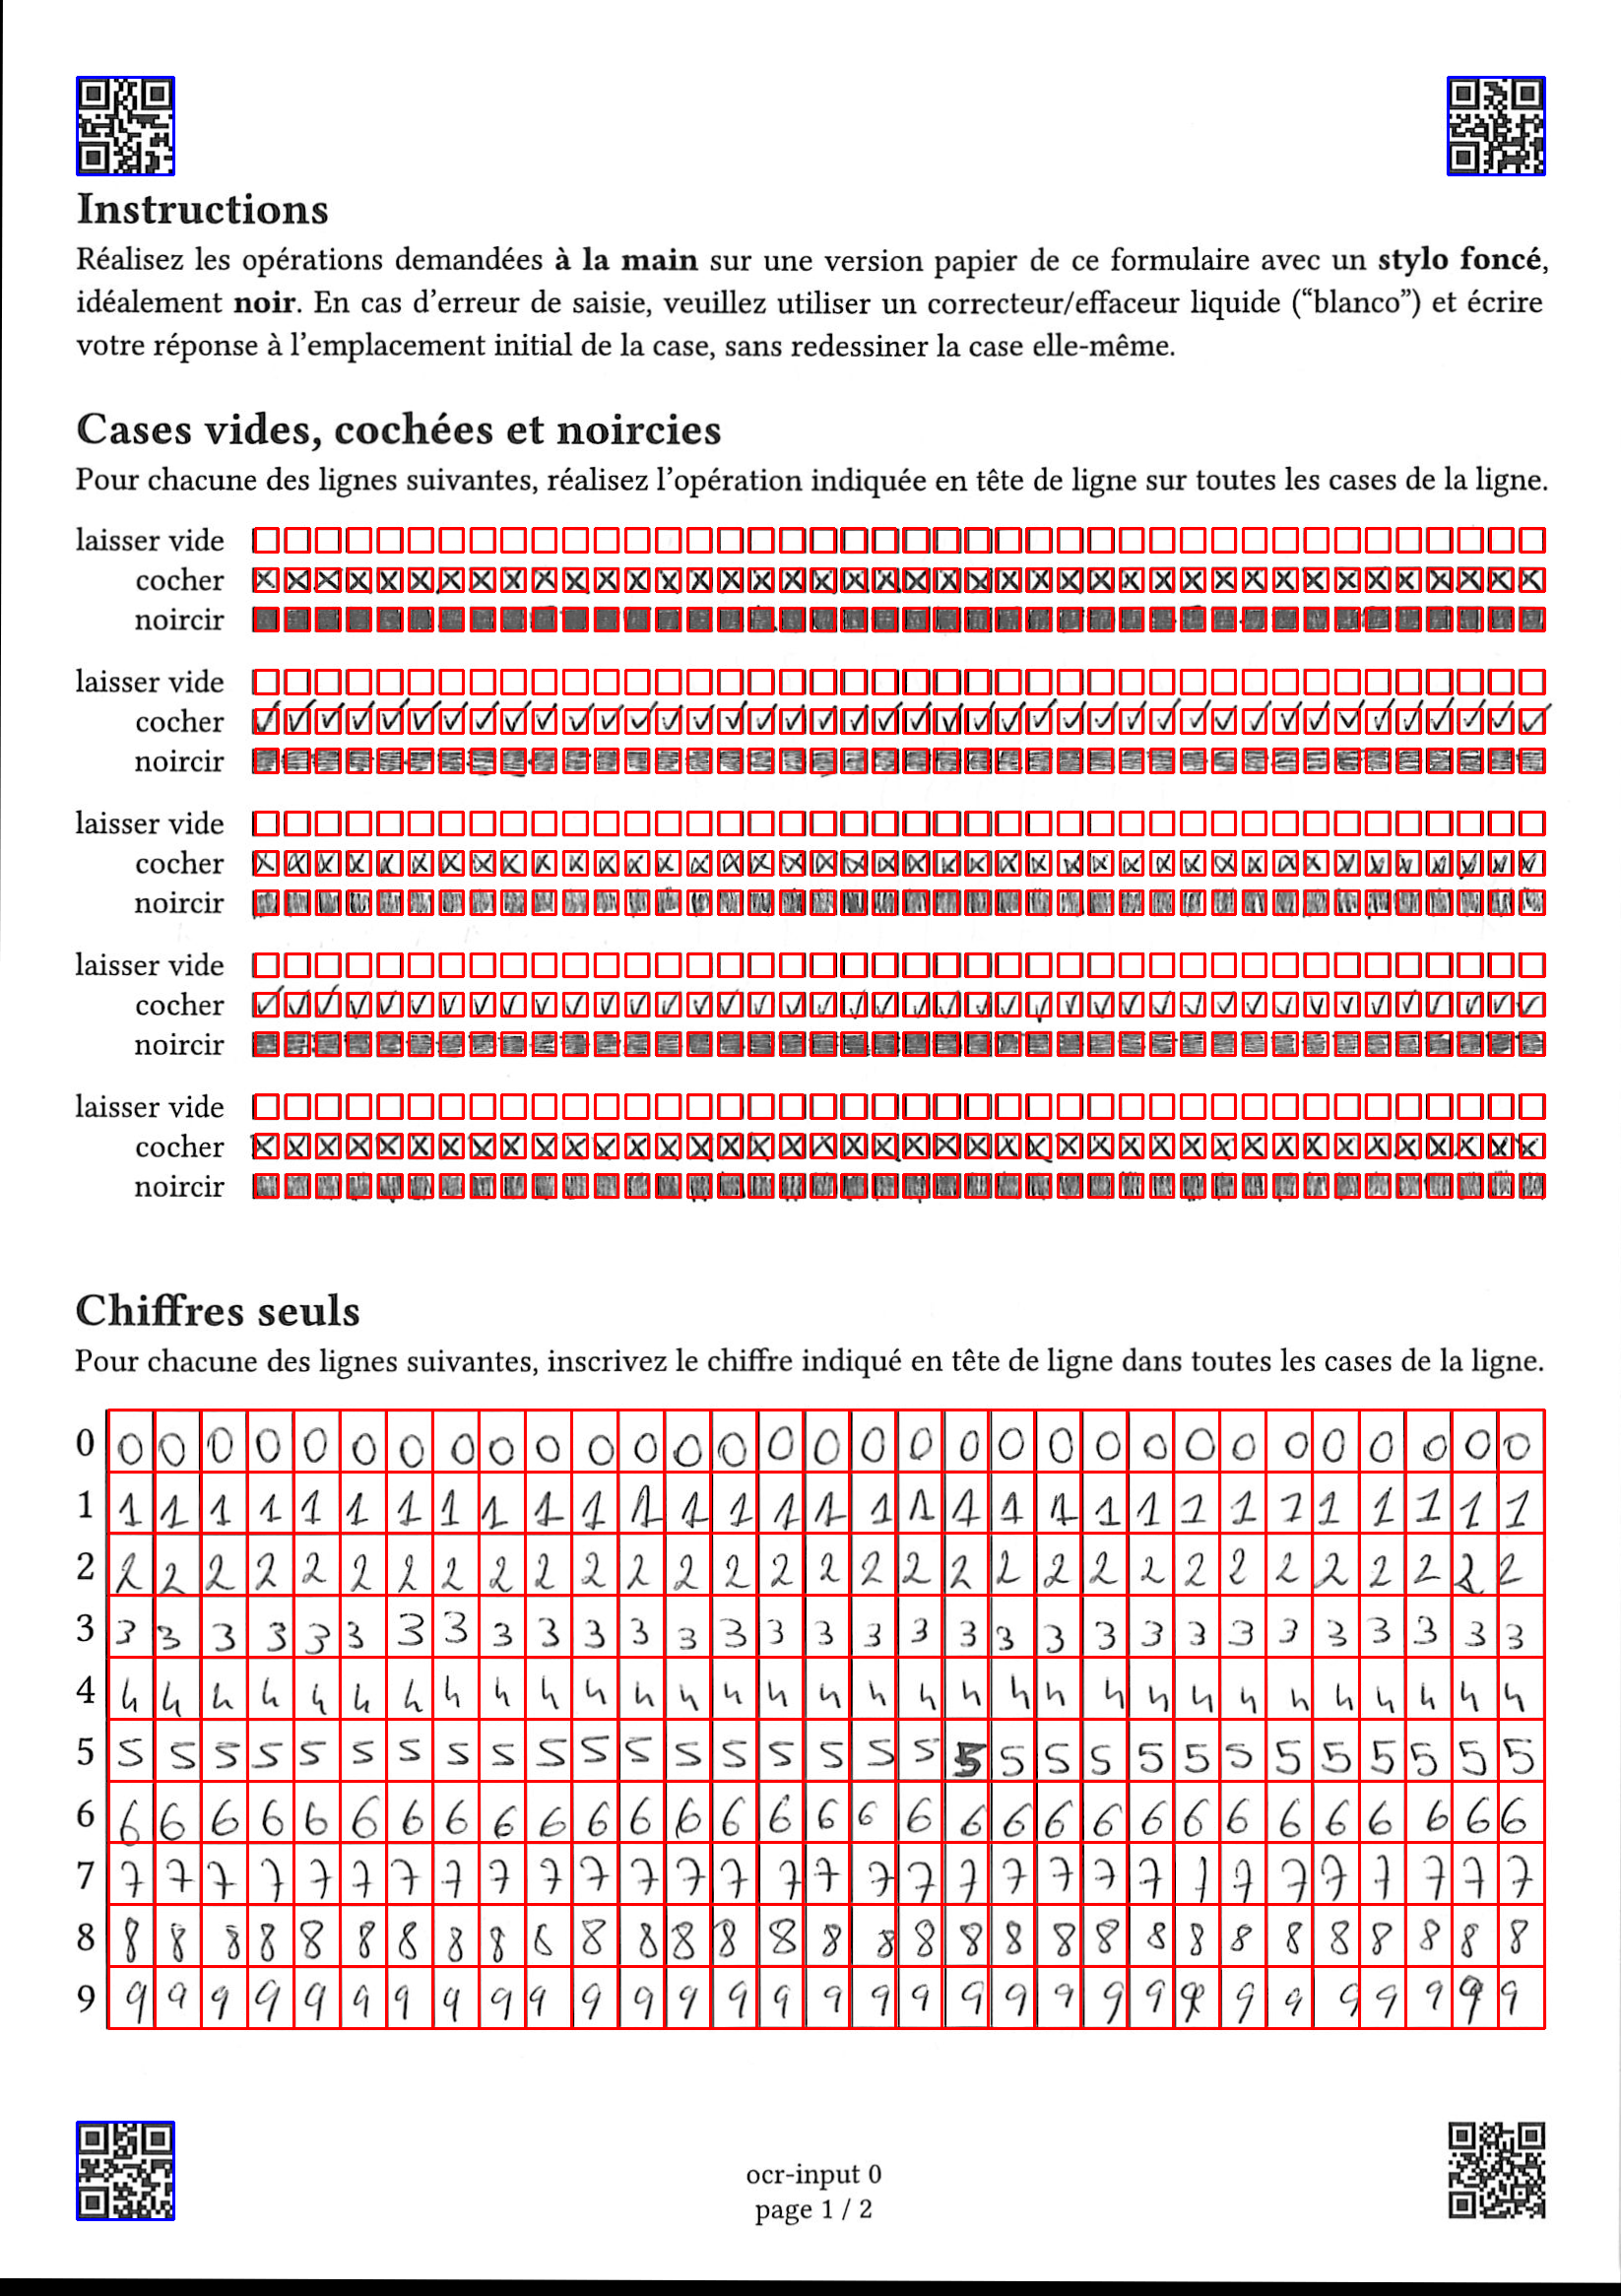 Instructions
Réalisez les opérations demandées à la main sur une version papier de ce formulaire avec un stylo foncé,
idéalement noir. En cas d’erreur de saisie, veuillez utiliser un correcteur/effaceur liquide (“blanco”) et écrire
votre réponse à l’emplacement initial de la case, sans redessiner la case elle-même.
Cases vides, cochées et noircies
Pour chacune des lignes suivantes, réalisez l’opération indiquée en tête de ligne sur toutes les cases de la ligne.
laisser vide
cocher
noircir
laisser vide
cocher
noircir
laisser vide
cocher
noircir
laisser vide
cocher
noircir
laisser vide
cocher
noircir
Chiffres seuls
Pour chacune des lignes suivantes, inscrivez le chiffre indiqué en tête de ligne dans toutes les cases de la ligne.
0 0 0 0 0 0 0 0 0 0 0 0 0 0 0 0 0 0 0 0 0 0 0 0 0 0 0 0 0 0 0 0
1 1 1 1 1 1 1 1 1 1 1 1 1 1 1 1 1 1 1 1 1 1 1 1 1 1 1 1 1 1 1 1
2 2 2 2 2 2 2 2 2 2 2 2 2 2 2 2 2 2 2 2 2 2 2 2 2 2 2 2 2 2 2 2
3 3 3 3 3 3 3 3 3 3 3 3 3 3 3 3 3 3 3 3 3 3 3 3 3 3 3 3 3 3 3 3
4 4 4 4 4 4 4 4 4 4 4 4 4 4 4 4 4 4 4 4 4 4 4 4 4 4 4 4 4 4 4 4
5 5 5 5 5 5 5 5 5 5 5 5 5 5 5 5 5 5 5 5 5 5 5 5 5 5 5 5 5 5 5 5
6 6 6 6 6 6 6 6 6 6 6 6 6 6 6 6 6 6 6 6 6 6 6 6 6 6 6 6 6 6 6 6
7 7 7 7 7 7 7 7 7 7 7 7 7 7 7 7 7 7 7 7 7 7 7 7 7 7 7 7 7 7 7 7
8 8 8 8 8 8 8 8 8 8 8 8 8 8 8 8 8 8 8 8 8 8 8 8 8 8 8 8 8 8 8 8
9 9 9 9 9 9 9 9 9 9 9 9 9 9 9 9 9 9 9 9 9 9 9 9 9 9 9 9 9 9 9 9
ocr-input 0
page 1 / 2